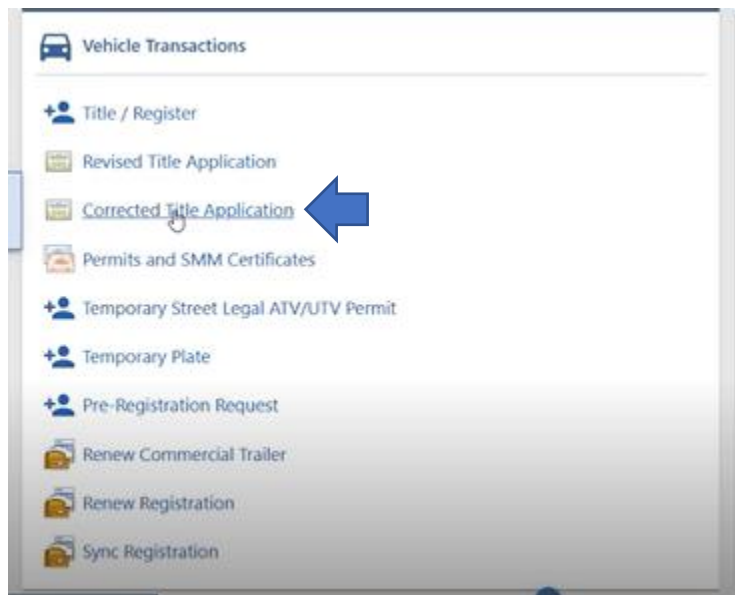 Vehicle Transactions
Title / Register
Revised Title Application
Corrected Title Application
Permits and SMM Certificates
Temporary Street Legal ATV/UTV Permit
Temporary Plate
Pre-Registration Request
Renew Commercial Trailer
Renew Registration
Sync Registration